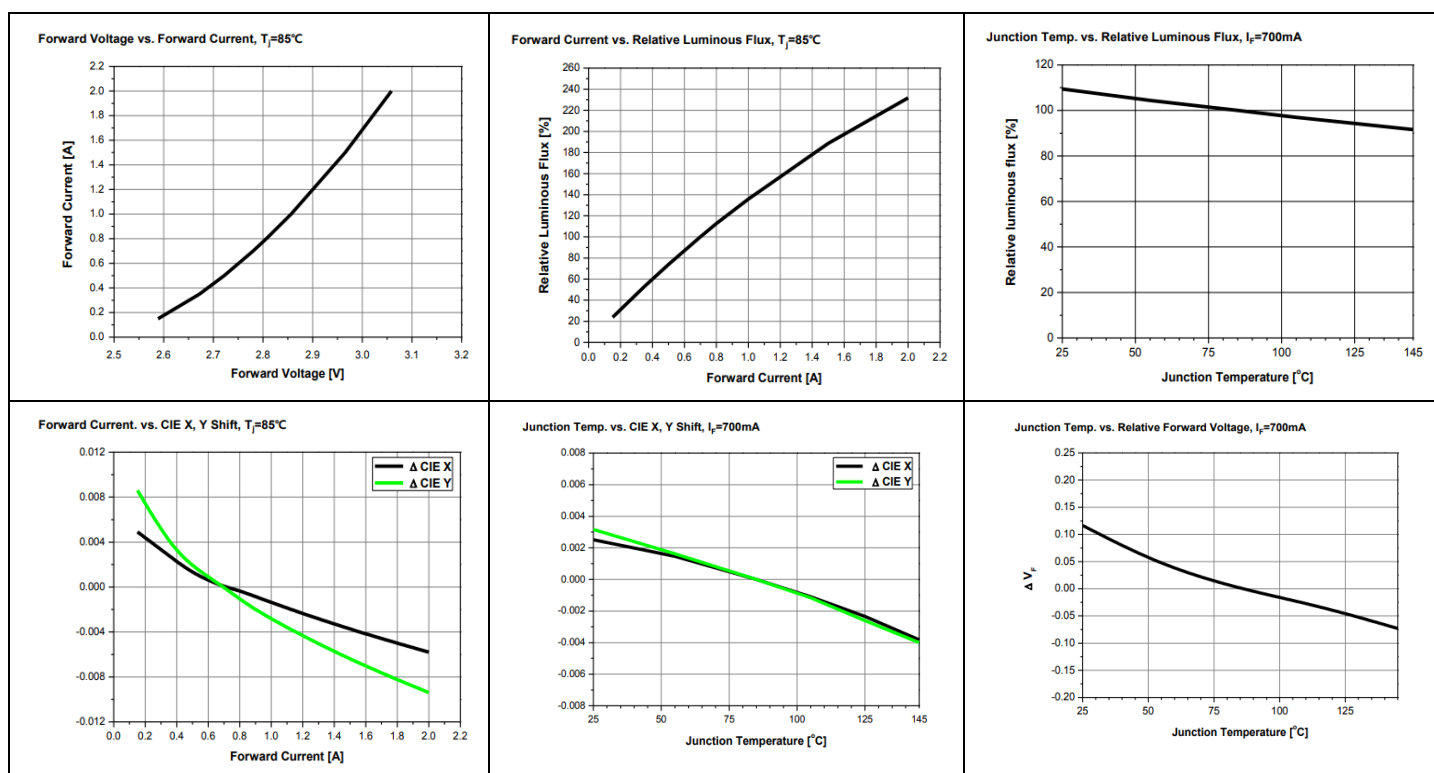 Forward Voltage vs. Forward Current, Tj=85℃
2.2
2.0
1.8
1.6
1.4
1.2
1.0
0.8
0.6
0.4
0.2
0.0
Forward Current [A]
2.5 2.6 2.7 2.8 2.9 3.0 3.1 3.2
Forward Voltage [V]
Forward Current vs. Relative Luminous Flux, Tj=85℃
260
240
220
200
180
160
140
120
100
80
60
40
20
0
Relative Luminous Flux [%]
0.0 0.2 0.4 0.6 0.8 1.0 1.2 1.4 1.6 1.8 2.0 2.2
Forward Current [A]
Junction Temp. vs. Relative Luminous Flux, IF=700mA
120
100
80
60
40
20
0
Relative luminous flux [%]
25 50 75 100 125 145
Junction Temperature [°C]
Forward Current. vs. CIE X, Y Shift, Tj=85℃
0.012
0.008
0.004
0.000
-0.004
-0.008
-0.012
Δ CIE X
Δ CIE Y
0.0 0.2 0.4 0.6 0.8 1.0 1.2 1.4 1.6 1.8 2.0 2.2
Forward Current [A]
Junction Temp. vs. CIE X, Y Shift, IF=700mA
0.008
0.006
0.004
0.002
0.000
-0.002
-0.004
-0.006
-0.008
Δ CIE X
Δ CIE Y
25 50 75 100 125 145
Junction Temperature [°C]
Junction Temp. vs. Relative Forward Voltage, IF=700mA
0.25
0.20
0.15
0.10
0.05
0.00
-0.05
-0.10
-0.15
-0.20
Δ VF
25 50 75 100 125
Junction Temperature [°C]